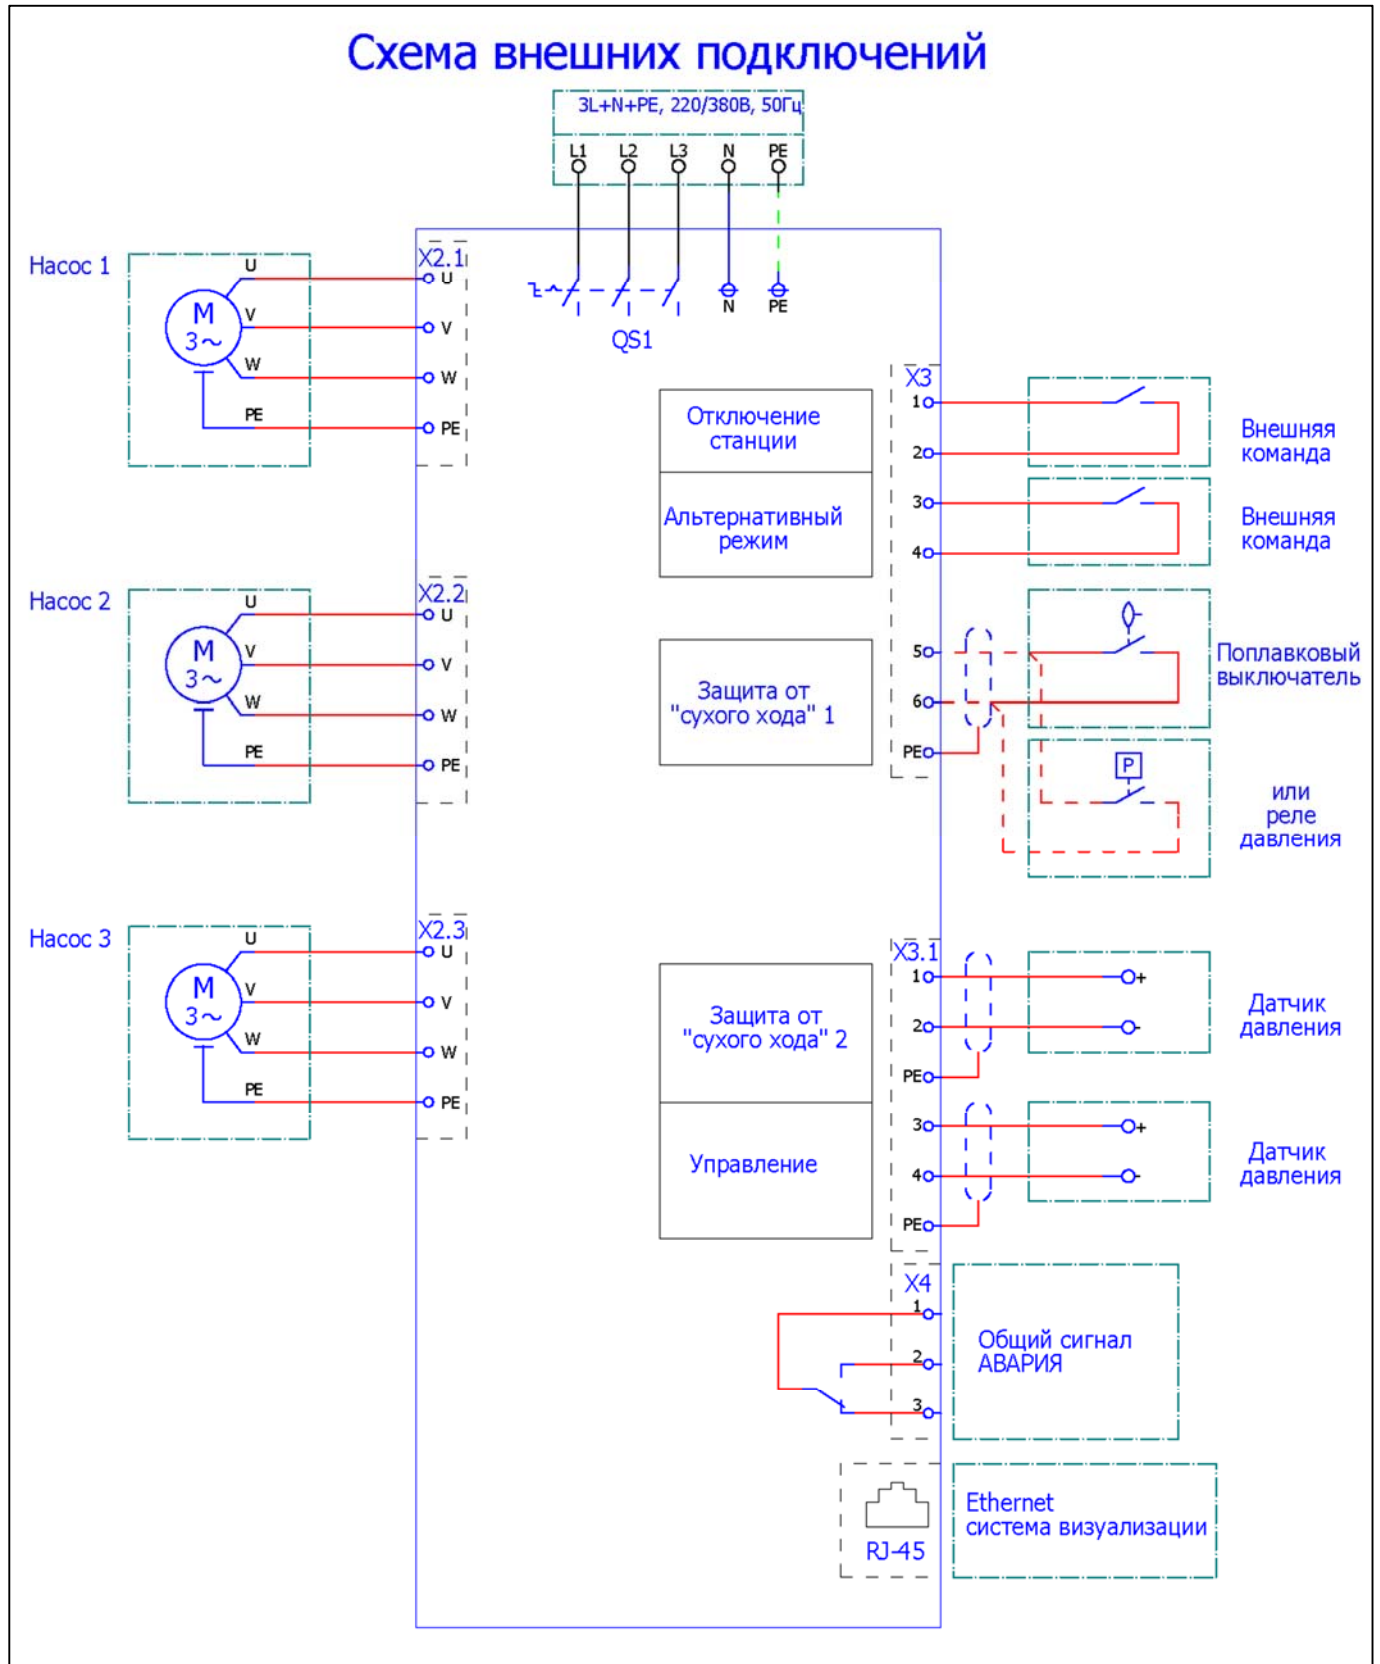 Схема внешних подключений
3L+N+PE, 220/380В, 50Гц
L1 L2 L3 N PE
N PE
QS1
Насос 1
M
3~
U
V
W
PE
X2.1
U
V
W
PE
Насос 2
M
3~
U
V
W
PE
X2.2
U
V
W
PE
Насос 3
M
3~
U
V
W
PE
X2.3
U
V
W
PE
Отключение
станции
Альтернативный
режим
Защита от
"сухого хода" 1
X3
1
2
3
4
5
6
PE
Внешняя
команда
Внешняя
команда
Поплавковый
выключатель
P
или
реле
давления
Защита от
"сухого хода" 2
Управление
X3.1
1
2
PE
3
4
PE
+
-
Датчик
давления
+
-
Датчик
давления
X4
1
2
3
Общий сигнал
АВАРИЯ
RJ-45
Ethernet
система визуализации